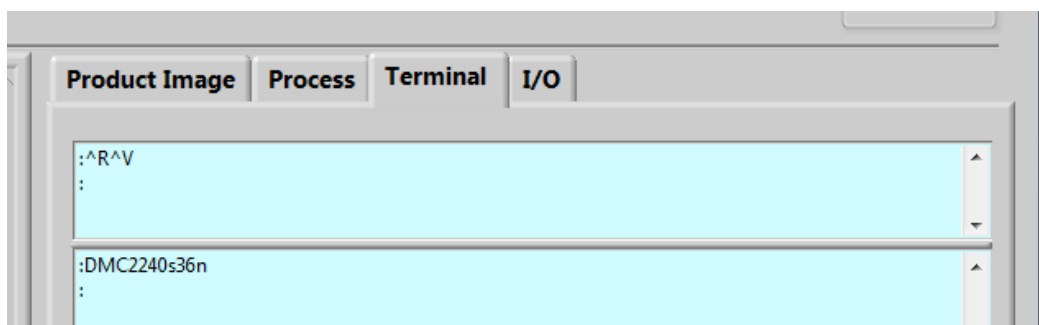 Product Image Process Terminal I/O
:^R^V
:
:DMC2240s36n
: